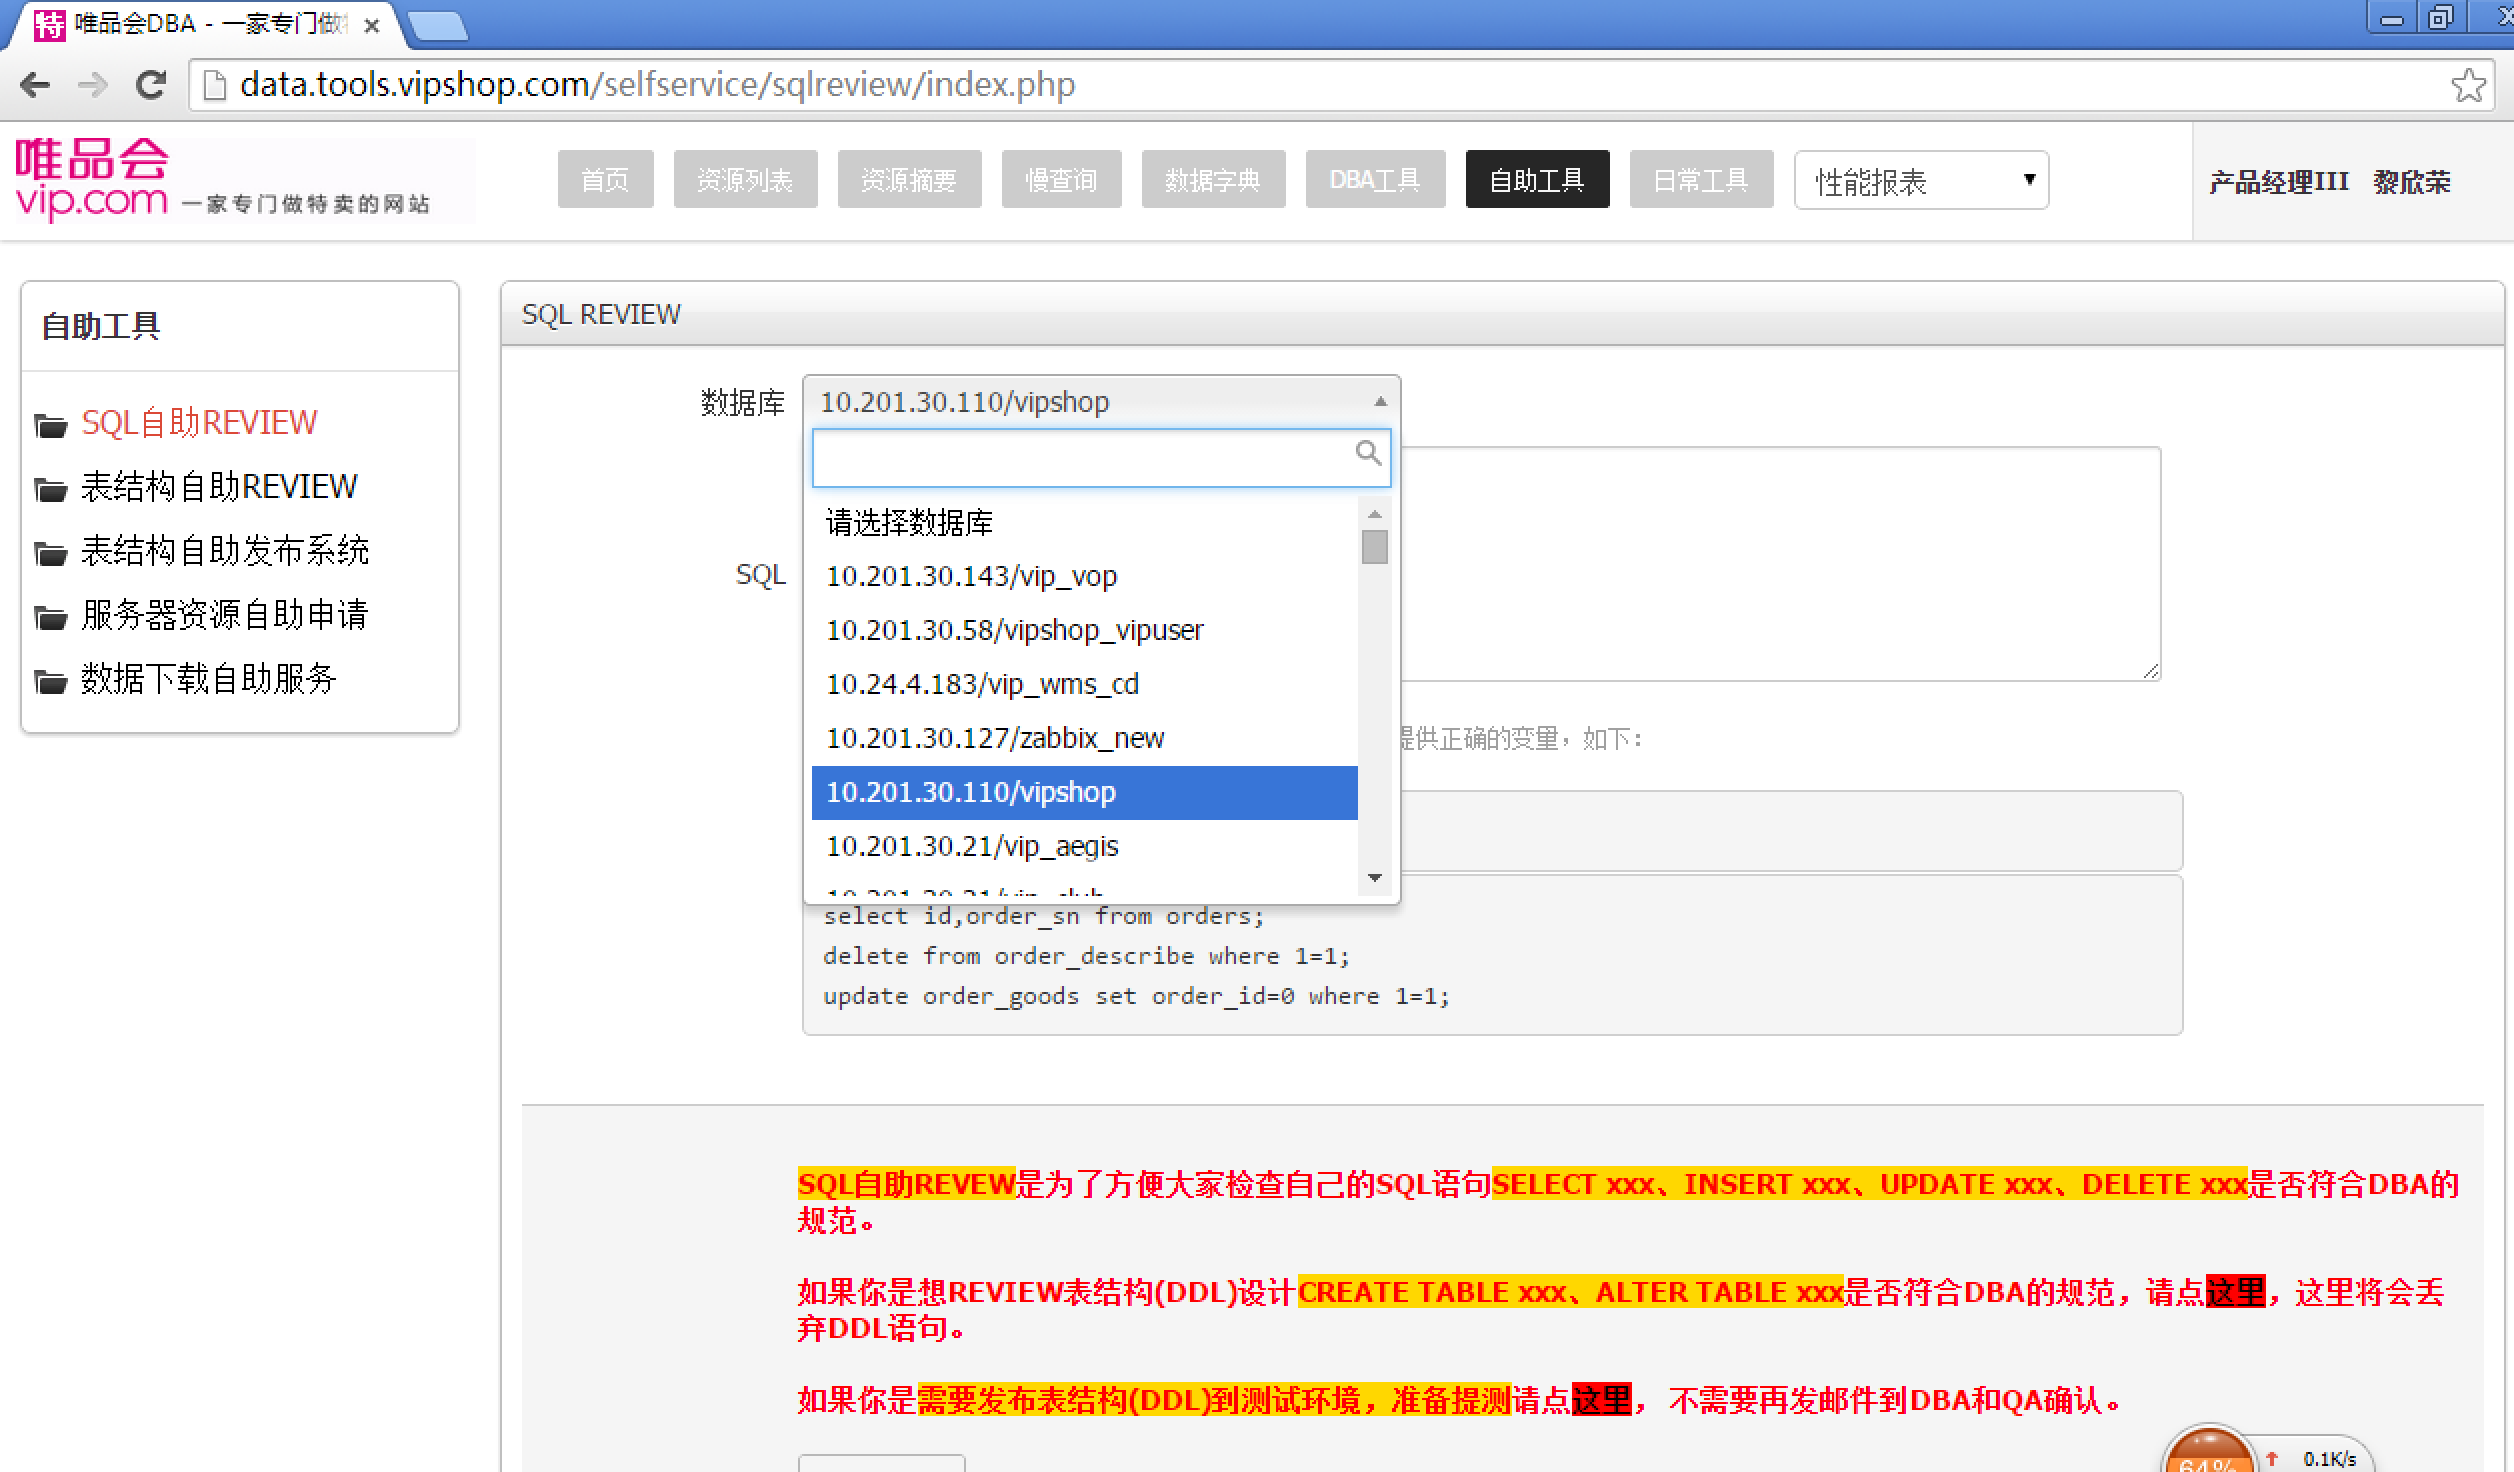 特 唯品会DBA - 一家专门做
data.tools.vipshop.com/selfservice/sqlreview/index.php
唯品会
vip.com 一家专门做特卖的网站
首页 资源列表 资源摘要 慢查询 数据字典 DBA工具 自助工具 日常工具 性能报表
产品经理III 黎欣荣
自助工具
SQL自助REVIEW
表结构自助REVIEW
表结构自助发布系统
服务器资源自助申请
数据下载自助服务
SQL REVIEW
数据库 10.201.30.110/vipshop
请选择数据库
10.201.30.143/vip_vop
SQL
10.201.30.58/vipshop_vipuser
10.24.4.183/vip_wms_cd
10.201.30.127/zabbix_new
提供正确的变量，如下：
10.201.30.110/vipshop
10.201.30.21/vip_aegis
select id,order_sn from orders;
delete from order_describe where 1=1;
update order_goods set order_id=0 where 1=1;
SQL自助REVEW是为了方便大家检查自己的SQL语句SELECT xxx、INSERT xxx、UPDATE xxx、DELETE xxx是否符合DBA的
规范。
如果你是想REVIEW表结构(DDL)设计CREATE TABLE xxx、ALTER TABLE xxx是否符合DBA的规范，请点这里，这里将会丢
弃DDL语句。
如果你是需要发布表结构(DDL)到测试环境，准备提测请点这里， 不需要再发邮件到DBA和QA确认。
64% 0.1K/s